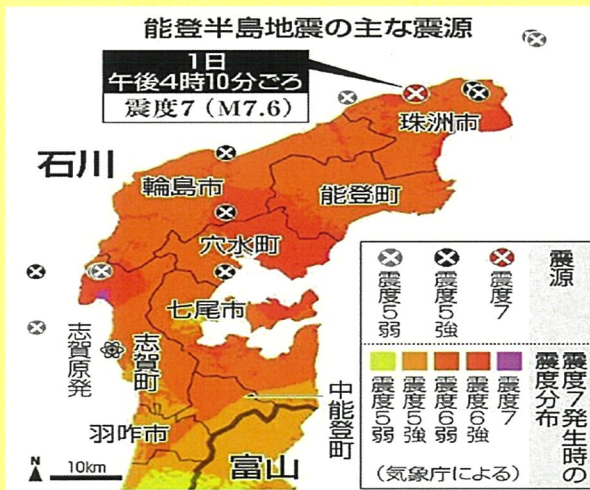 能登半島地震の主な震源
1日
午後4時10分ごろ
震度7(M7.6)
石川
珠洲市
輪島市
能登町
穴水町
七尾市
志賀町
志賀原発
中能登町
羽咋市
富山
N
10km
震源
震度7
震度5強
震度5弱
震度7発生時の
震度分布
震度7
震度6強
震度6弱
震度5強
震度5弱
(気象庁による)